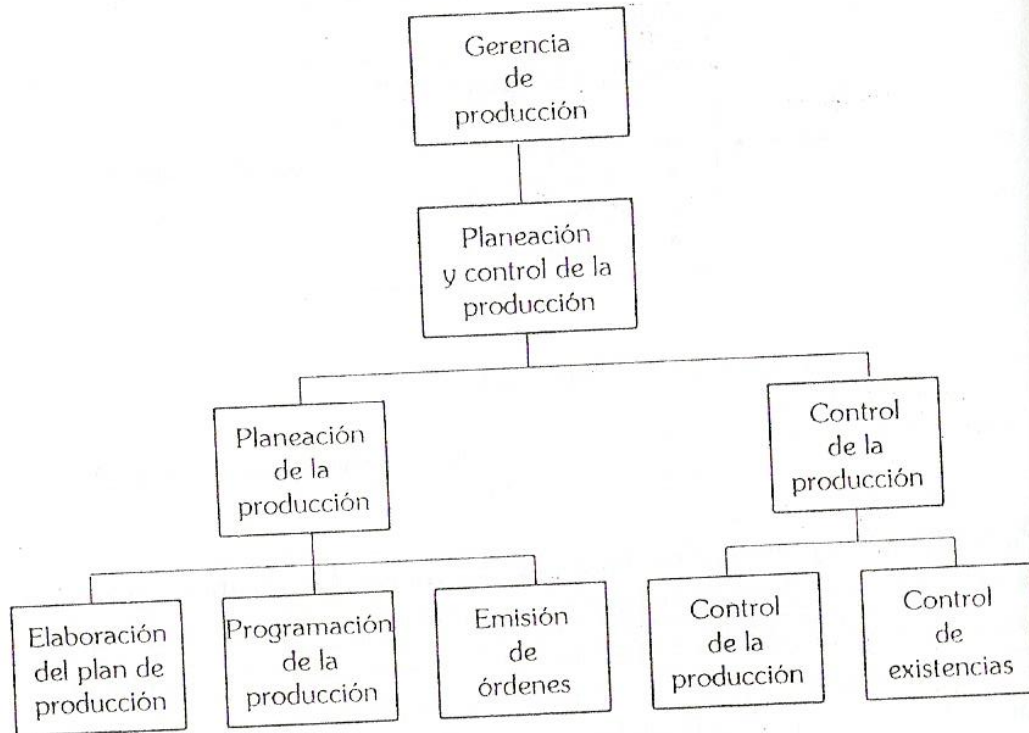 Gerencia
de
producción
Planeación
y control de la
producción
Planeación
de la
producción
Control
de la
producción
Elaboración
del plan de
producción
Programación
de la
producción
Emisión
de
órdenes
Control
de la
producción
Control
de
existencias